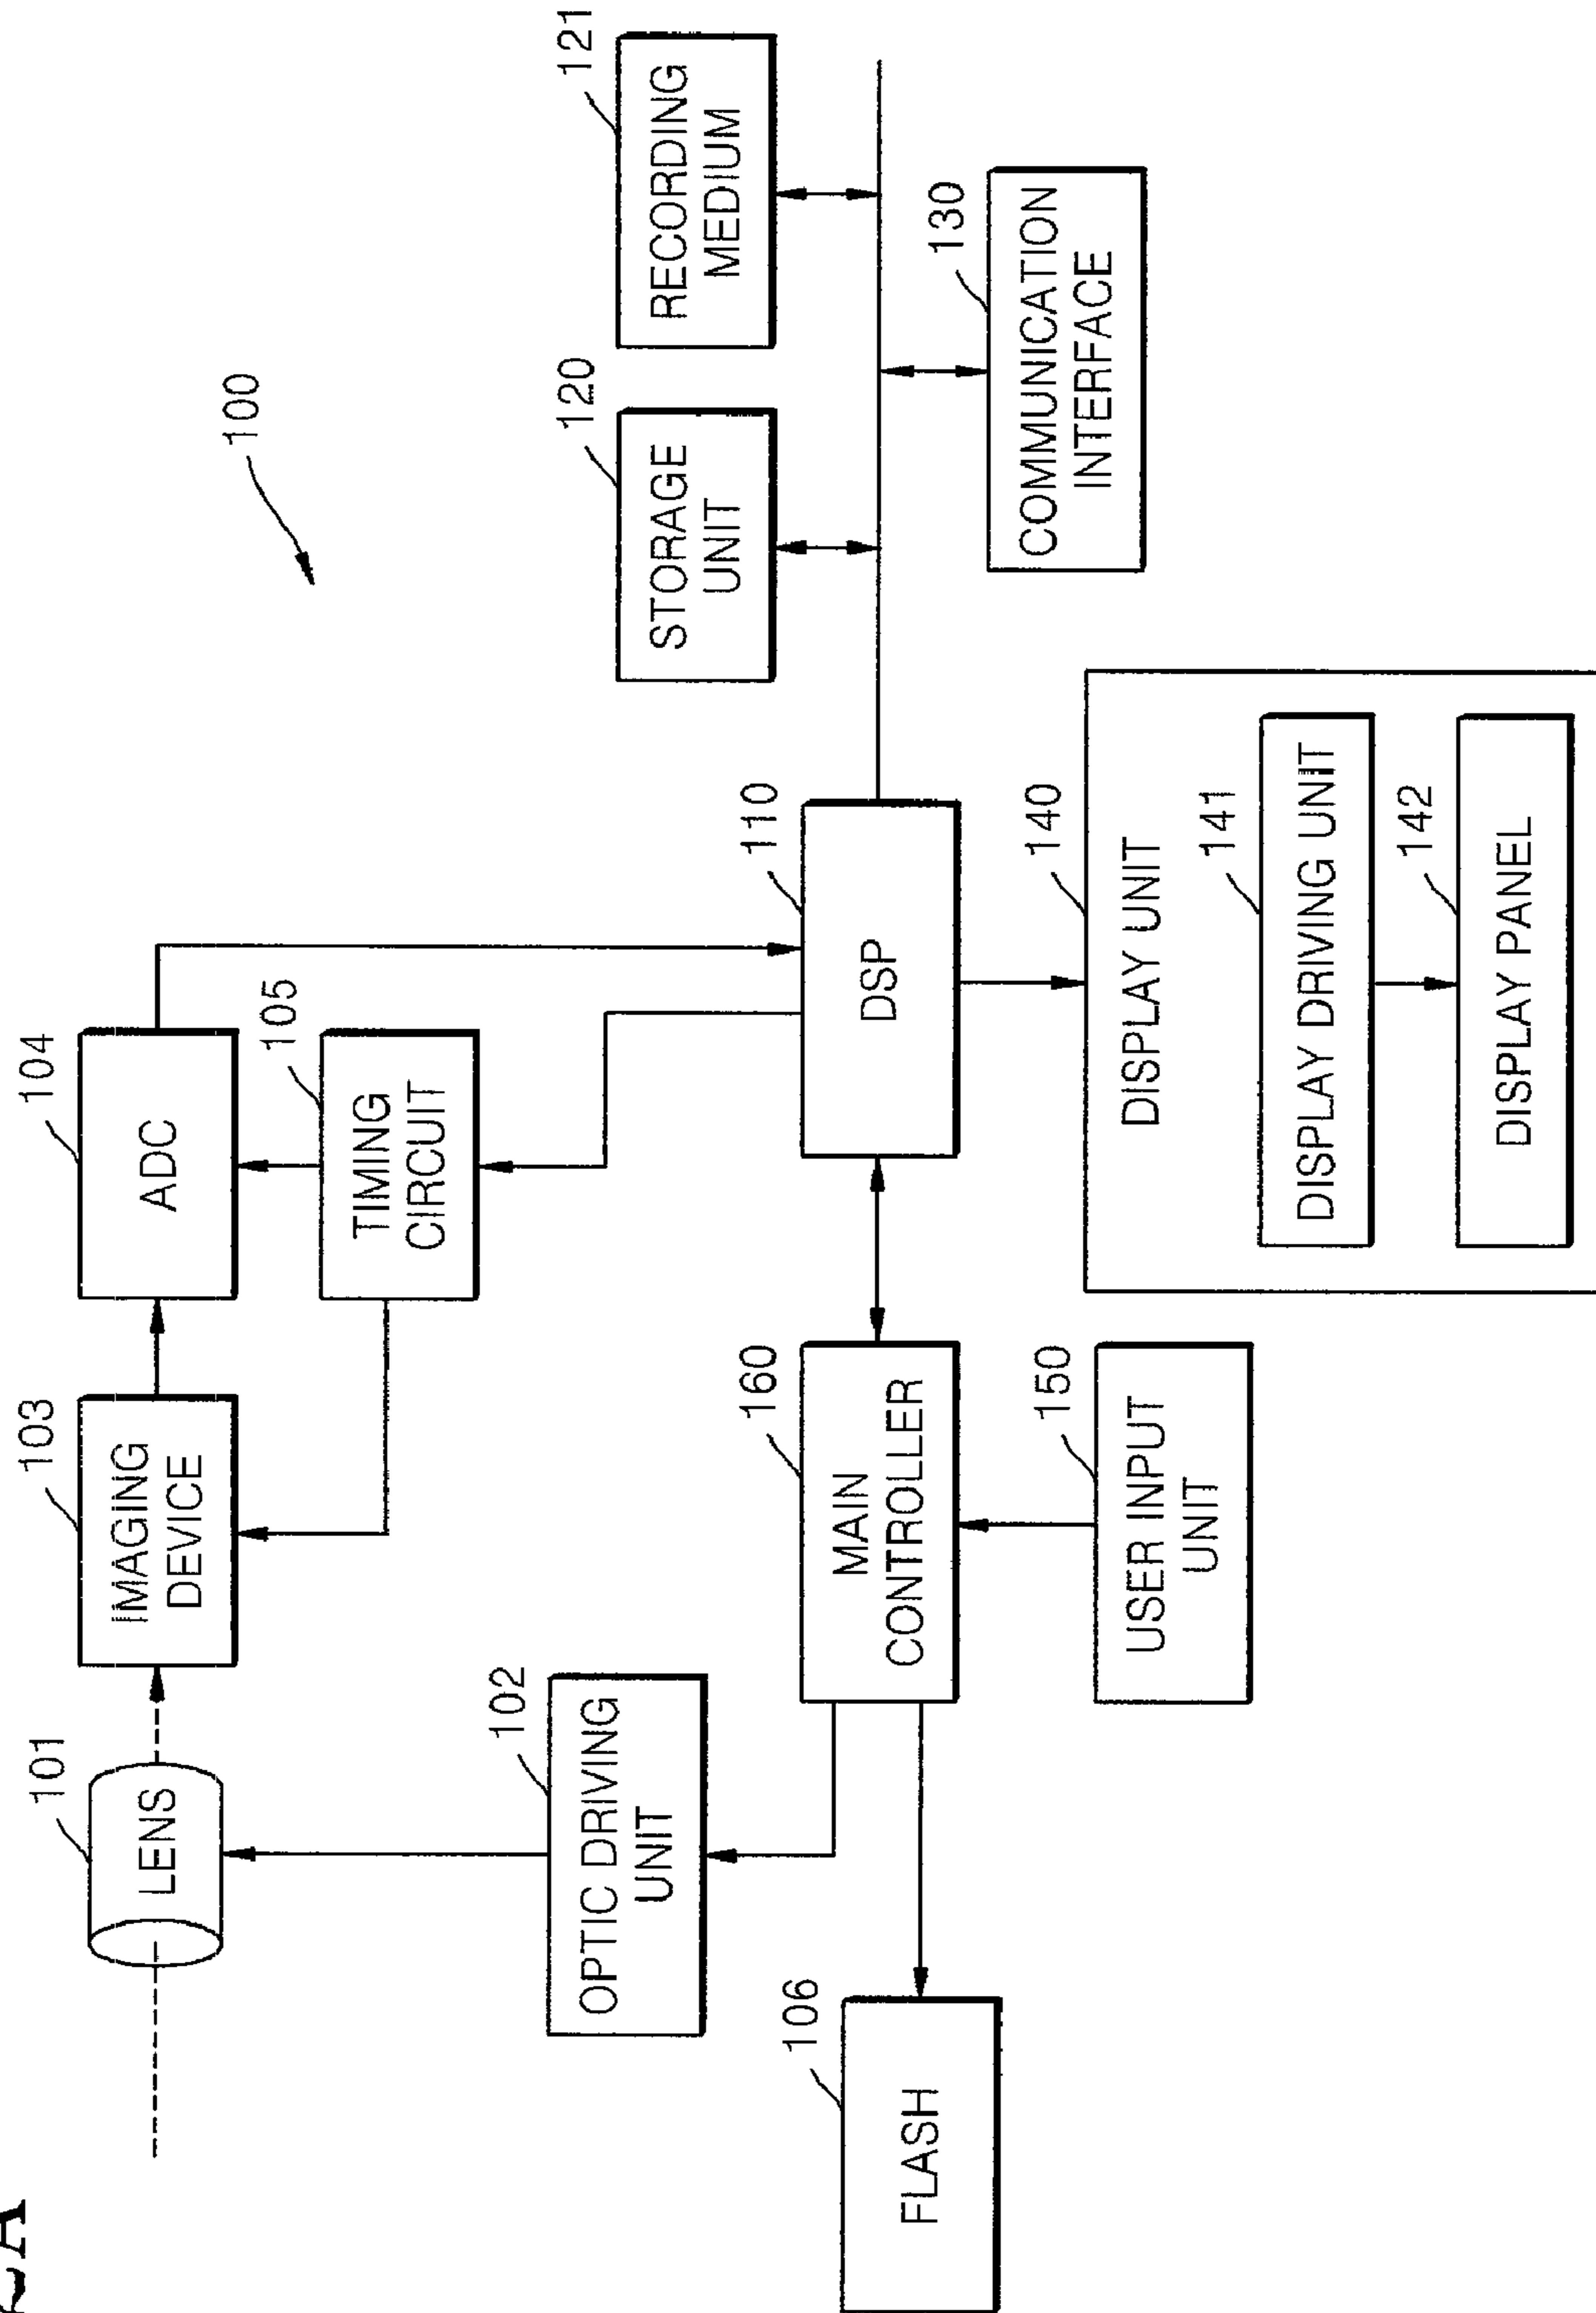 100
101
LENS
103
IMAGING
DEVICE
104
ADC
105
TIMING
CIRCUIT
102
OPTIC DRIVING
UNIT
120
STORAGE
UNIT
121
RECORDING
MEDIUM
106
FLASH
160
MAIN
CONTROLLER
110
DSP
130
COMMUNICATION
INTERFACE
150
USER INPUT
UNIT
140
DISPLAY UNIT
141
DISPLAY DRIVING UNIT
142
DISPLAY PANEL